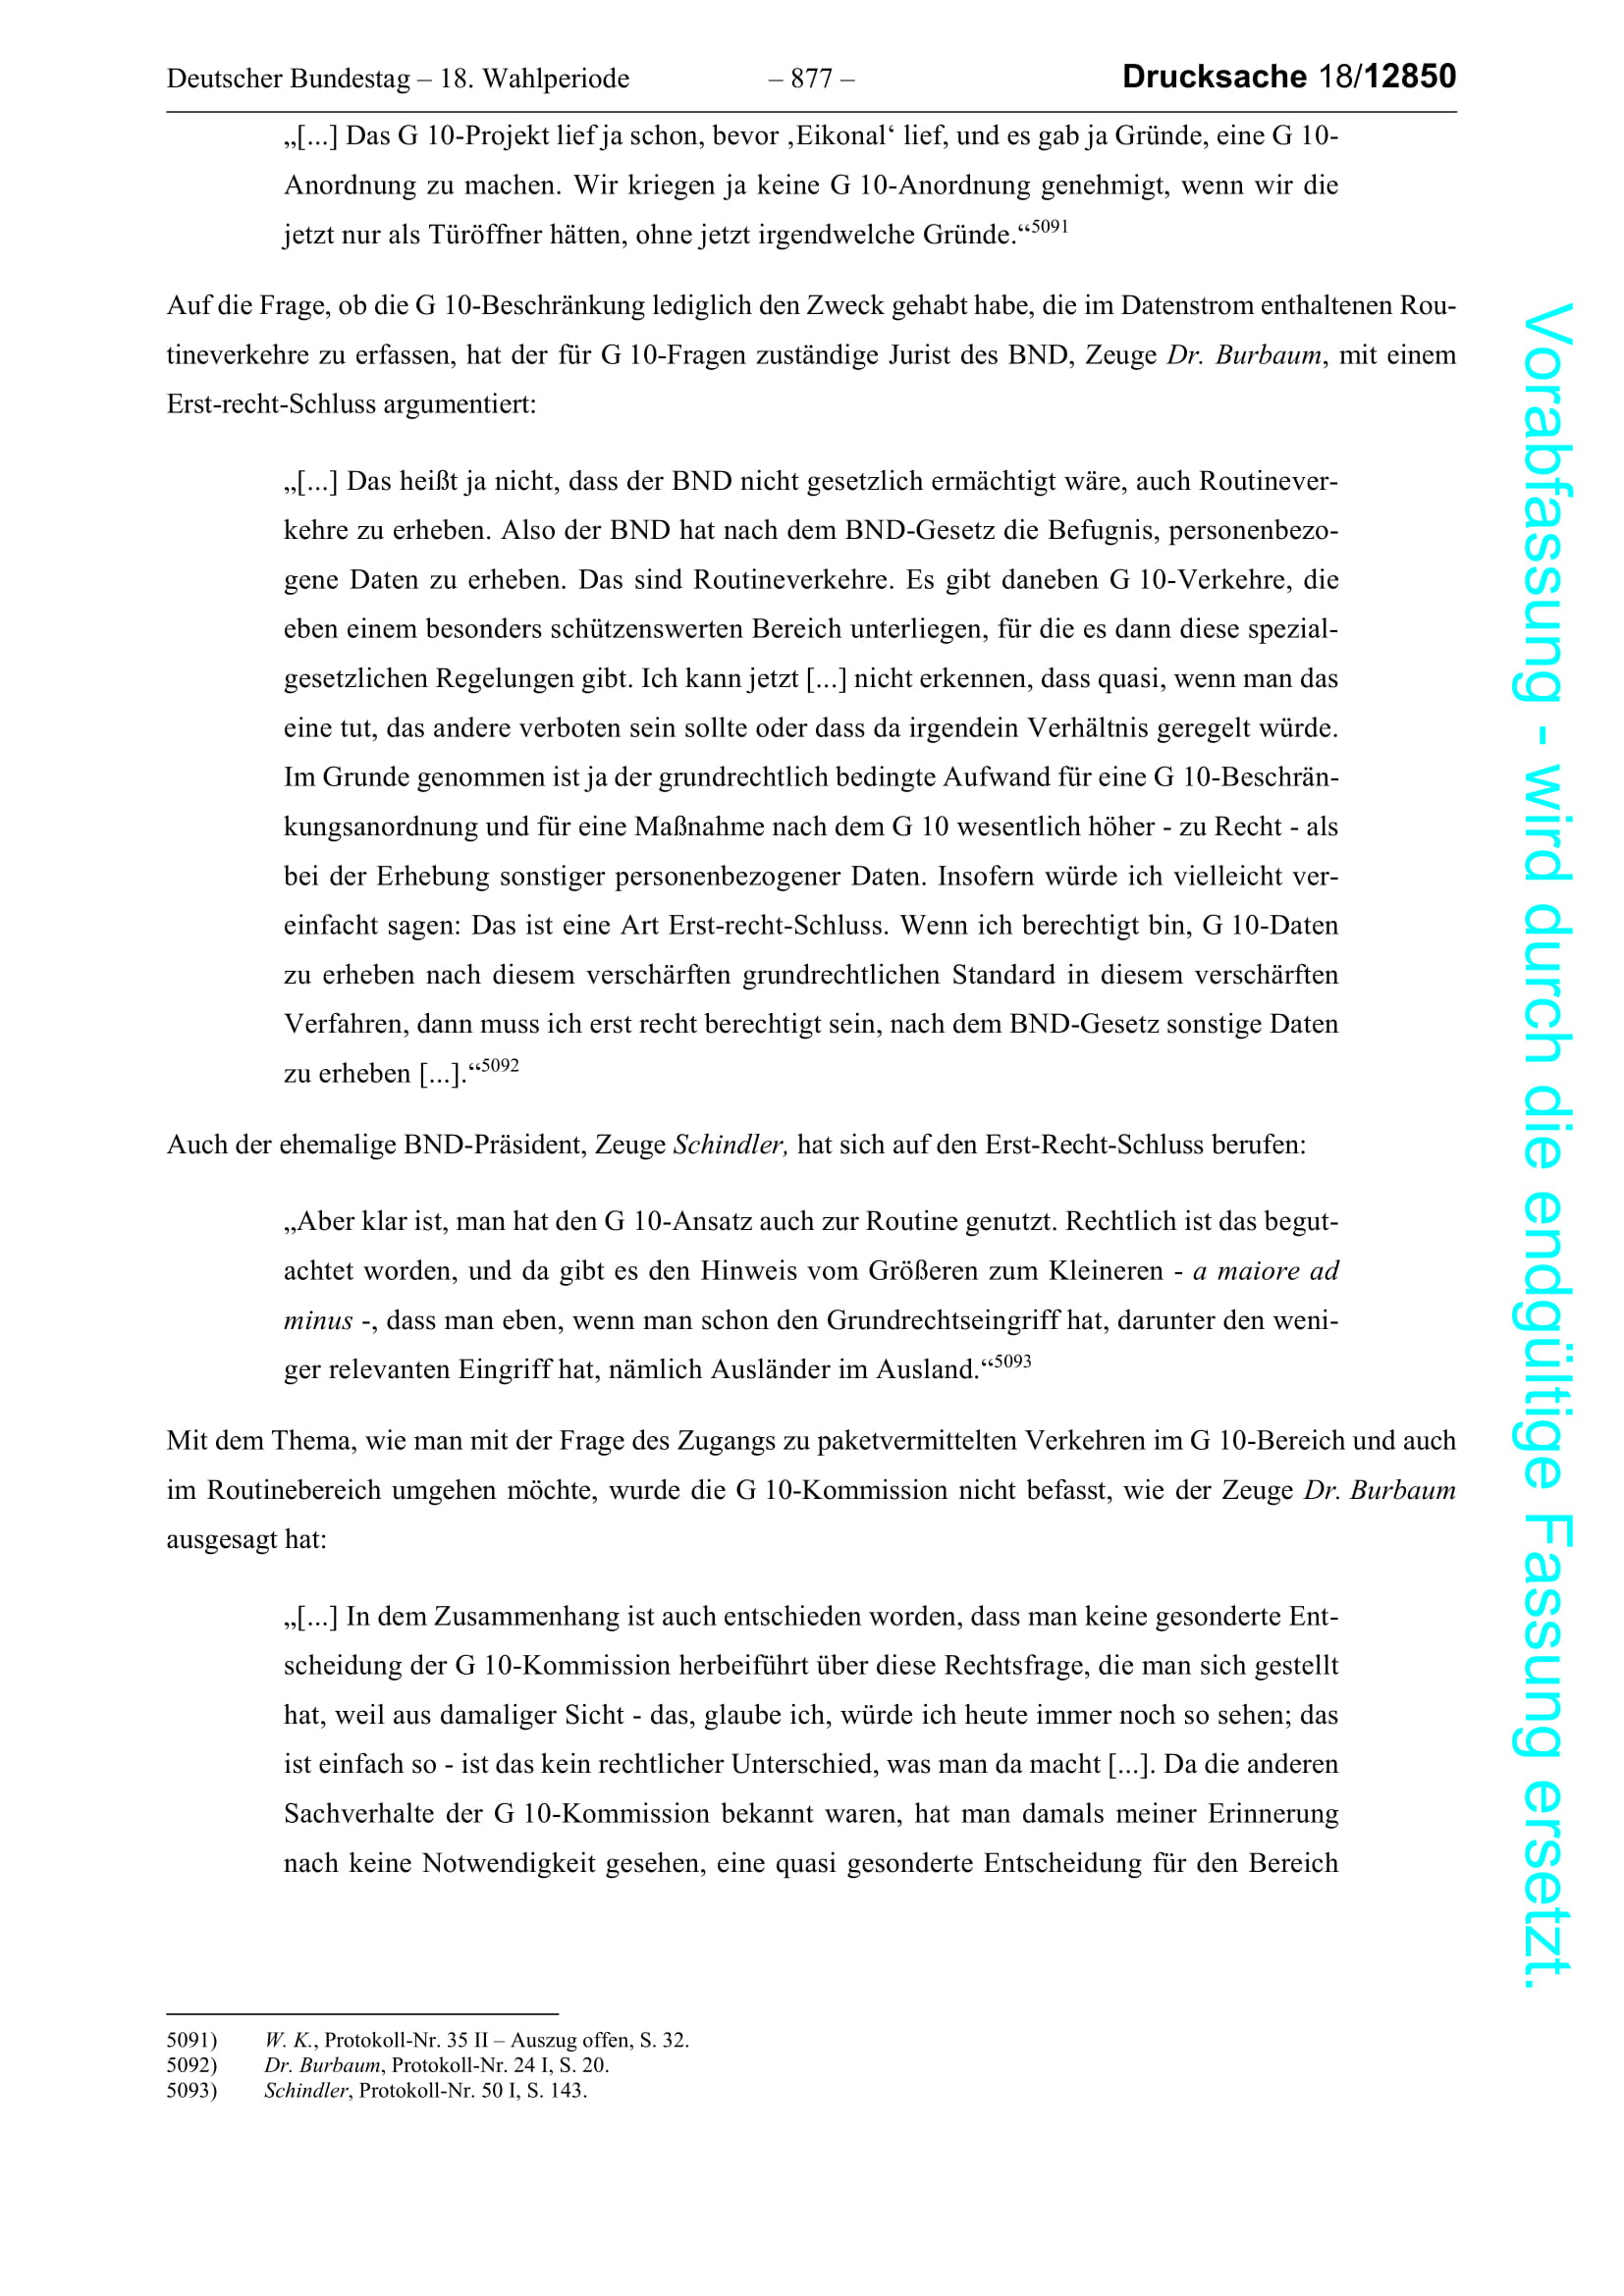 Deutscher Bundestag – 18. Wahlperiode – 877 – Drucksache 18/12850
„[...] Das G 10-Projekt lief ja schon, bevor ‚Eikonal‘ lief, und es gab ja Gründe, eine G 10-
Anordnung zu machen. Wir kriegen ja keine G 10-Anordnung genehmigt, wenn wir die
jetzt nur als Türöffner hätten, ohne jetzt irgendwelche Gründe.“5091
Auf die Frage, ob die G 10-Beschränkung lediglich den Zweck gehabt habe, die im Datenstrom enthaltenen Rou-
tineverkehre zu erfassen, hat der für G 10-Fragen zuständige Jurist des BND, Zeuge Dr. Burbaum, mit einem
Erst-recht-Schluss argumentiert:
„[...] Das heißt ja nicht, dass der BND nicht gesetzlich ermächtigt wäre, auch Routinever-
kehre zu erheben. Also der BND hat nach dem BND-Gesetz die Befugnis, personenbezo-
gene Daten zu erheben. Das sind Routineverkehre. Es gibt daneben G 10-Verkehre, die
eben einem besonders schützenswerten Bereich unterliegen, für die es dann diese spezial-
gesetzlichen Regelungen gibt. Ich kann jetzt [...] nicht erkennen, dass quasi, wenn man das
eine tut, das andere verboten sein sollte oder dass da irgendein Verhältnis geregelt würde.
Im Grunde genommen ist ja der grundrechtlich bedingte Aufwand für eine G 10-Beschrän-
kungsanordnung und für eine Maßnahme nach dem G 10 wesentlich höher - zu Recht - als
bei der Erhebung sonstiger personenbezogener Daten. Insofern würde ich vielleicht ver-
einfacht sagen: Das ist eine Art Erst-recht-Schluss. Wenn ich berechtigt bin, G 10-Daten
zu erheben nach diesem verschärften grundrechtlichen Standard in diesem verschärften
Verfahren, dann muss ich erst recht berechtigt sein, nach dem BND-Gesetz sonstige Daten
zu erheben [...].“5092
Auch der ehemalige BND-Präsident, Zeuge Schindler, hat sich auf den Erst-Recht-Schluss berufen:
„Aber klar ist, man hat den G 10-Ansatz auch zur Routine genutzt. Rechtlich ist das begut-
achtet worden, und da gibt es den Hinweis vom Größeren zum Kleineren - a maiore ad
minus -, dass man eben, wenn man schon den Grundrechtseingriff hat, darunter den weni-
ger relevanten Eingriff hat, nämlich Ausländer im Ausland.“5093
Mit dem Thema, wie man mit der Frage des Zugangs zu paketvermittelten Verkehren im G 10-Bereich und auch
im Routinebereich umgehen möchte, wurde die G 10-Kommission nicht befasst, wie der Zeuge Dr. Burbaum
ausgesagt hat:
„[...] In dem Zusammenhang ist auch entschieden worden, dass man keine gesonderte Ent-
scheidung der G 10-Kommission herbeiführt über diese Rechtsfrage, die man sich gestellt
hat, weil aus damaliger Sicht - das, glaube ich, würde ich heute immer noch so sehen; das
ist einfach so - ist das kein rechtlicher Unterschied, was man da macht [...]. Da die anderen
Sachverhalte der G 10-Kommission bekannt waren, hat man damals meiner Erinnerung
nach keine Notwendigkeit gesehen, eine quasi gesonderte Entscheidung für den Bereich
5091) W. K., Protokoll-Nr. 35 II – Auszug offen, S. 32.
5092) Dr. Burbaum, Protokoll-Nr. 24 I, S. 20.
5093) Schindler, Protokoll-Nr. 50 I, S. 143.
Vorabfassung - wird durch die endgültige Fassung ersetzt.